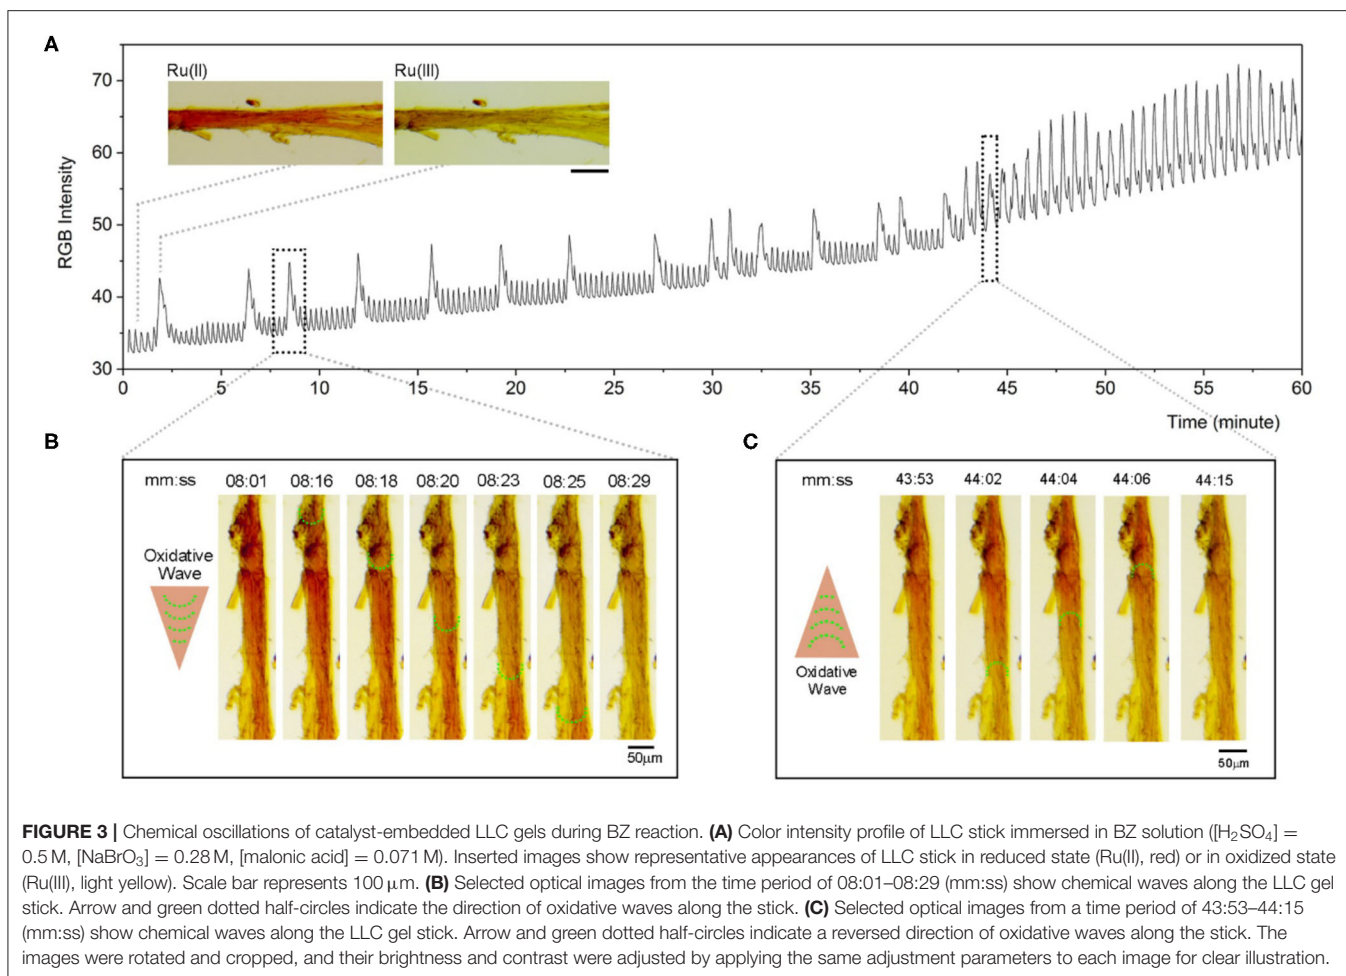 A
Ru(II)
Ru(III)
RGB Intensity
70
60
50
40
30
0 5 10 15 20 25 30 35 40 45 50 55 60
Time (minute)
B
mm:ss 08:01 08:16 08:18 08:20 08:23 08:25 08:29
Oxidative
Wave
50µm
C
mm:ss 43:53 44:02 44:04 44:06 44:15
Oxidative
Wave
50µm
FIGURE 3 | Chemical oscillations of catalyst-embedded LLC gels during BZ reaction. (A) Color intensity profile of LLC stick immersed in BZ solution ([H₂SO₄] =
0.5 M, [NaBrO₃] = 0.28 M, [malonic acid] = 0.071 M). Inserted images show representative appearances of LLC stick in reduced state (Ru(II), red) or in oxidized state
(Ru(III), light yellow). Scale bar represents 100 µm. (B) Selected optical images from the time period of 08:01–08:29 (mm:ss) show chemical waves along the LLC gel
stick. Arrow and green dotted half-circles indicate the direction of oxidative waves along the stick. (C) Selected optical images from a time period of 43:53–44:15
(mm:ss) show chemical waves along the LLC gel stick. Arrow and green dotted half-circles indicate a reversed direction of oxidative waves along the stick. The
images were rotated and cropped, and their brightness and contrast were adjusted by applying the same adjustment parameters to each image for clear illustration.